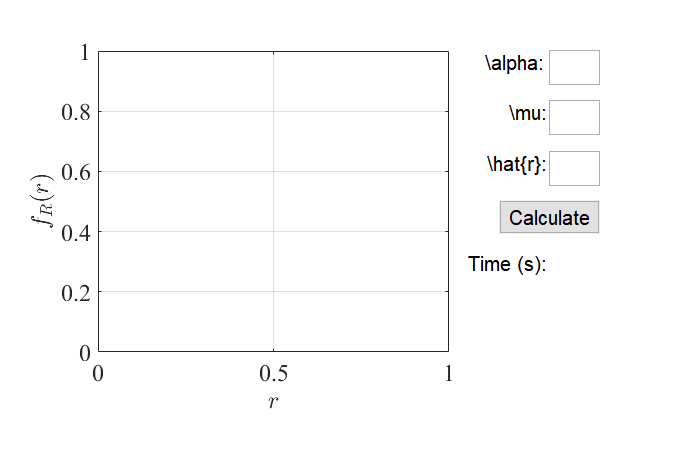 1
0.8
0.6
0.4
0.2
0
0 0.5 1
r
f_R(r)
\alpha:
\mu:
\hat{r}:
Calculate
Time (s):